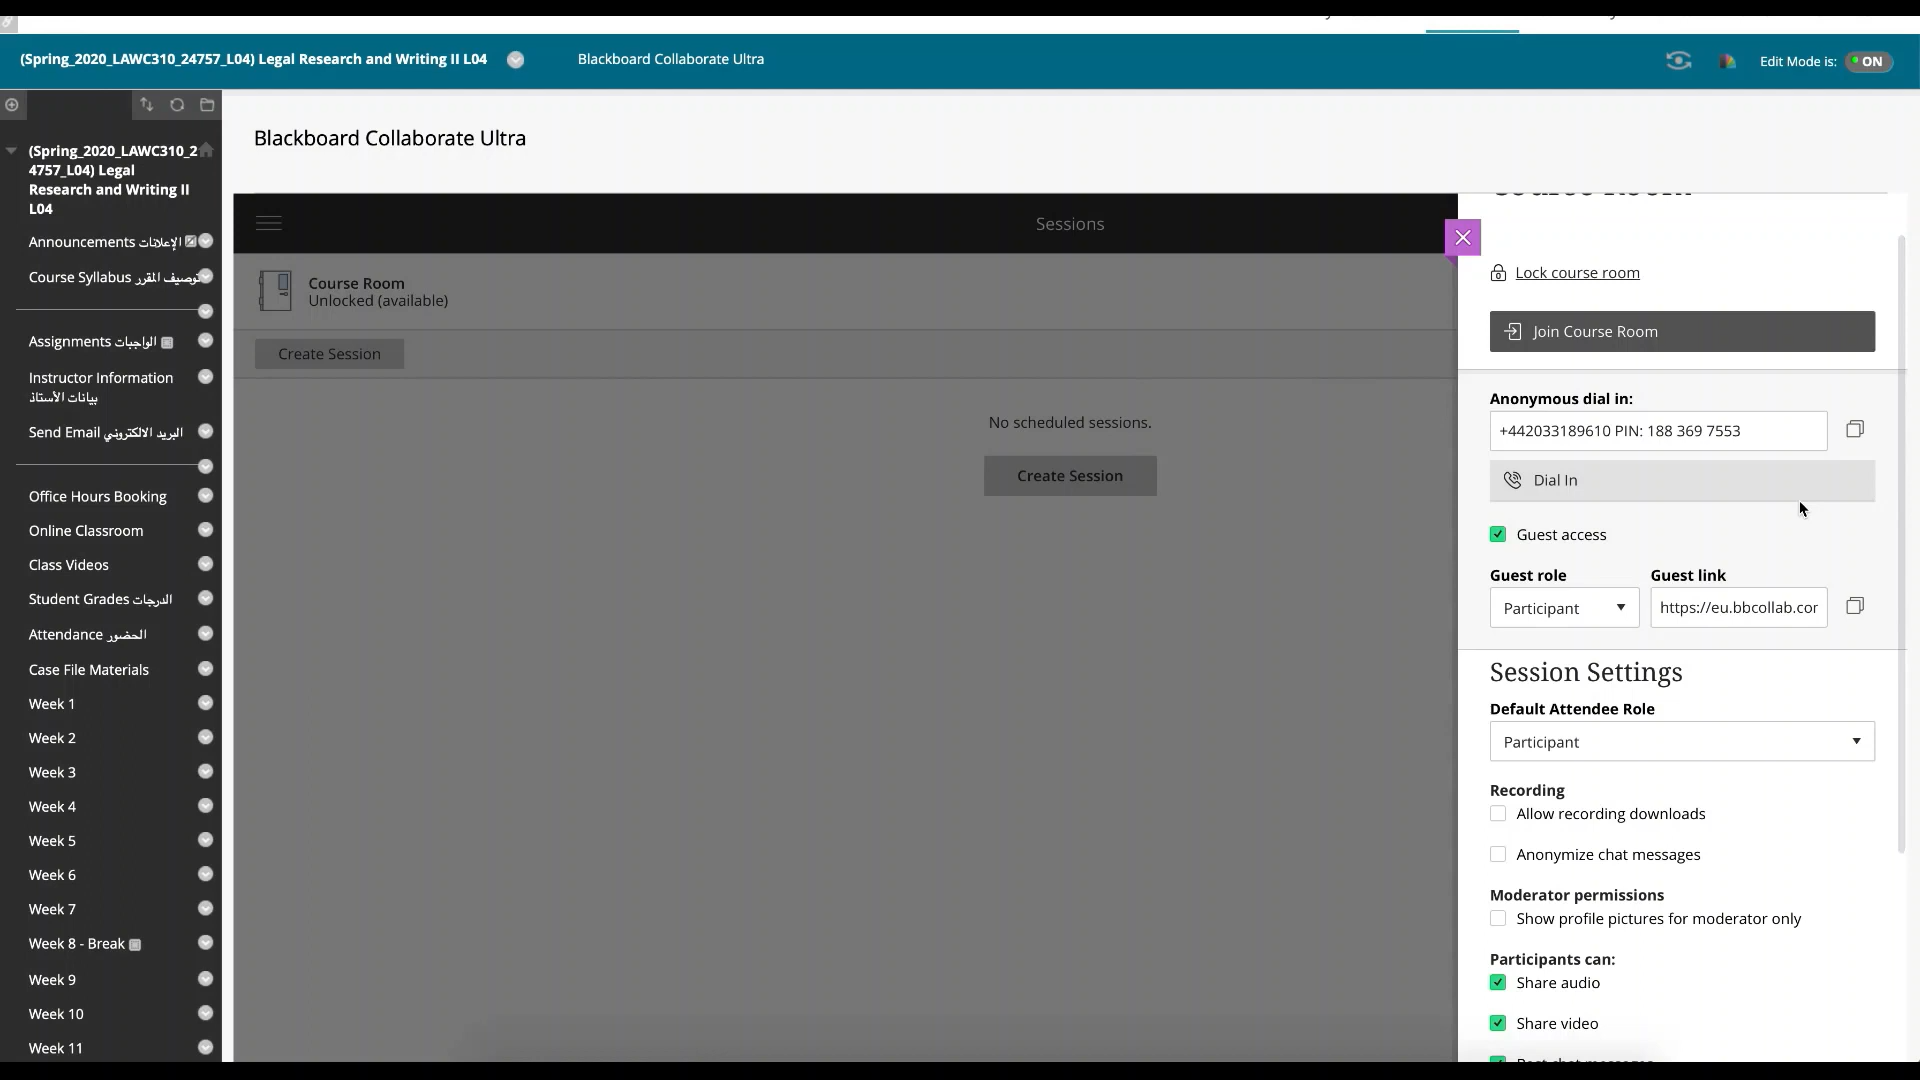 (Spring_2020_LAWC310_24757_L04) Legal Research and Writing II L04
Blackboard Collaborate Ultra
Edit Mode is:
ON
(Spring_2020_LAWC310_2
4757_L04) Legal
Research and Writing II
L04
Announcements الإعلانات
Course Syllabus توصيف المقرر
Assignments الواجبات
Instructor Information
بيانات الأستاذ
Send Email البريد الالكتروني
Office Hours Booking
Online Classroom
Class Videos
Student Grades الدرجات
Attendance الحضور
Case File Materials
Week 1
Week 2
Week 3
Week 4
Week 5
Week 6
Week 7
Week 8 - Break
Week 9
Week 10
Week 11
Blackboard Collaborate Ultra
Sessions
Course Room
Unlocked (available)
Create Session
No scheduled sessions.
Create Session
Course Room
Lock course room
Join Course Room
Anonymous dial in:
+442033189610 PIN: 188 369 7553
Dial In
Guest access
Guest role
Guest link
Participant
https://eu.bbcollab.cor
Session Settings
Default Attendee Role
Participant
Recording
Allow recording downloads
Anonymize chat messages
Moderator permissions
Show profile pictures for moderator only
Participants can:
Share audio
Share video
Post chat messages